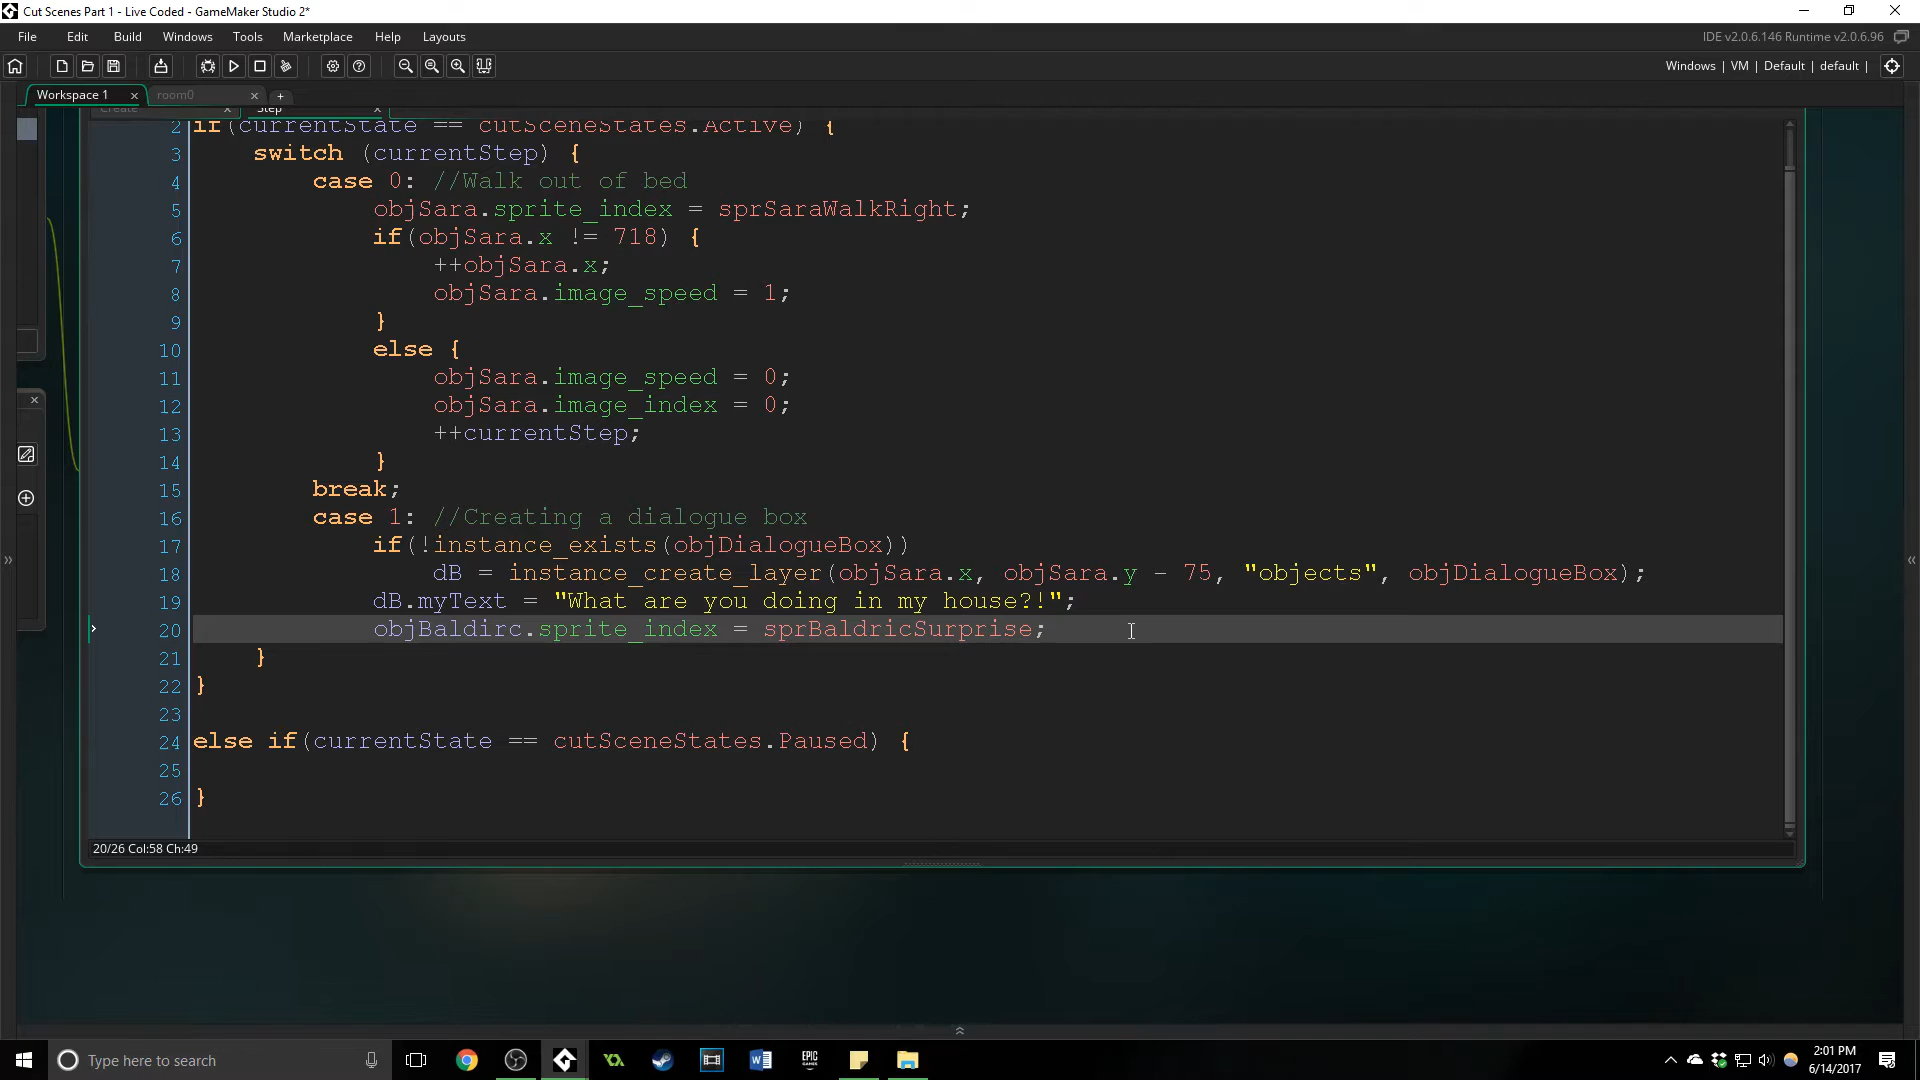 Cut Scenes Part 1 - Live Coded - GameMaker Studio 2*
File Edit Build Windows Tools Marketplace Help Layouts
IDE v2.0.6.146 Runtime v2.0.6.96
Windows | VM | Default | default |
Workspace 1 room0
Create Step
2 if(currentState == cutSceneStates.Active) {
3 switch (currentStep) {
4 case 0: //Walk out of bed
5 objSara.sprite_index = sprSaraWalkRight;
6 if(objSara.x != 718) {
7 ++objSara.x;
8 objSara.image_speed = 1;
9 }
10 else {
11 objSara.image_speed = 0;
12 objSara.image_index = 0;
13 ++currentStep;
14 }
15 break;
16 case 1: //Creating a dialogue box
17 if(!instance_exists(objDialogueBox))
18 dB = instance_create_layer(objSara.x, objSara.y - 75, "objects", objDialogueBox);
19 dB.myText = "What are you doing in my house?!";
20 objBaldirc.sprite_index = sprBaldricSurprise;
21 }
22 }
23
24 else if(currentState == cutSceneStates.Paused) {
25
26 }
20/26 Col:58 Ch:49
Type here to search
EPIC GAMES
2:01 PM
6/14/2017